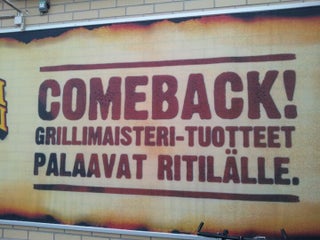 COMEBACK!
GRILLIMAISTERI-TUOTTEET
PALAAVAT RITILÄLLE.